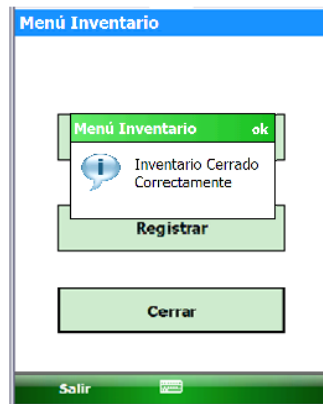 Menú Inventario
Menú Inventario ok
Inventario Cerrado
Correctamente
Registrar
Cerrar
Salir